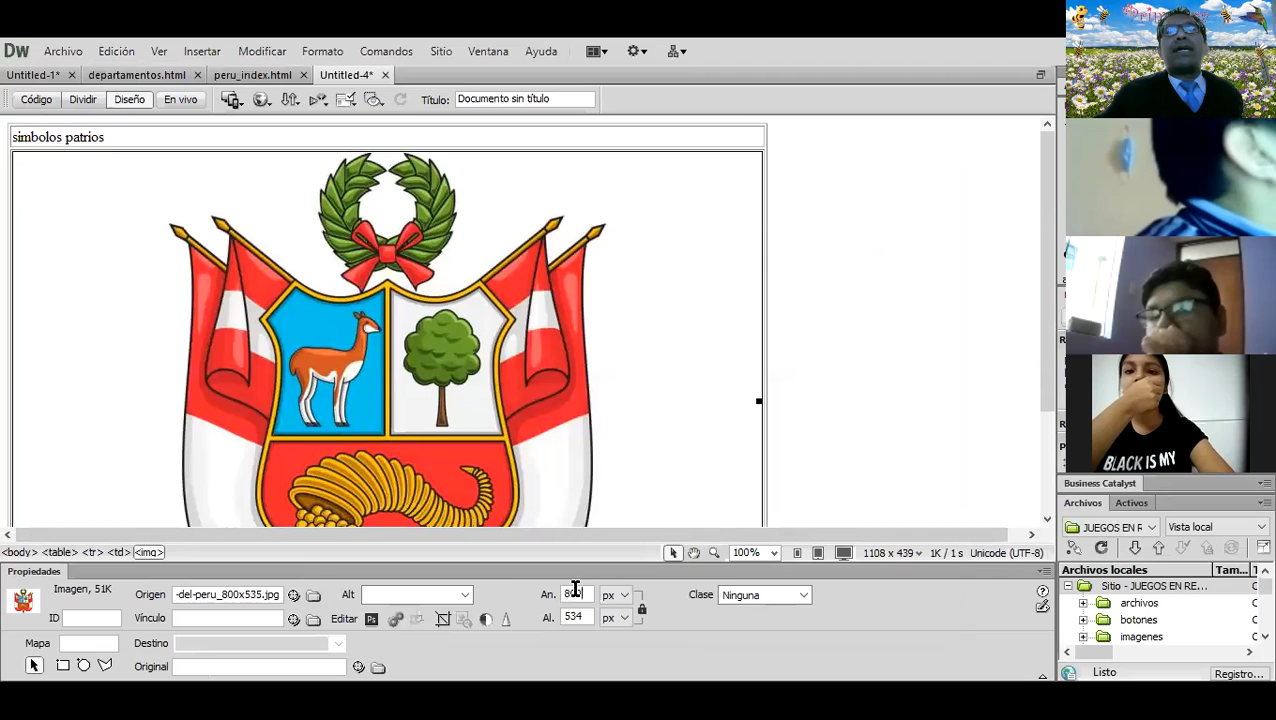 Dw Archivo Edición Ver Insertar Modificar Formato Comandos Sitio Ventana Ayuda
Untitled-1* × departamentos.html × peru_index.html × Untitled-4* ×
Código Dividir Diseño En vivo Título: Documento sin título
simbolos patrios
BLACK IS MY
<body> <table> <tr> <td> <img> 100% 1108 x 439 1K / 1 s Unicode (UTF-8)
Propiedades
Imagen, 51K Origen -del-peru_800x535.jpg Alt An. px Clase Ninguna
ID Vínculo Editar Ps Al. 534 px
Mapa Destino
Original
Business Catalyst
Archivos Activos
JUEGOS EN R Vista local
Archivos locales Tam... T
Sitio - JUEGOS EN RE... C
archivos C
botones C
imagenes C
Listo Registro...